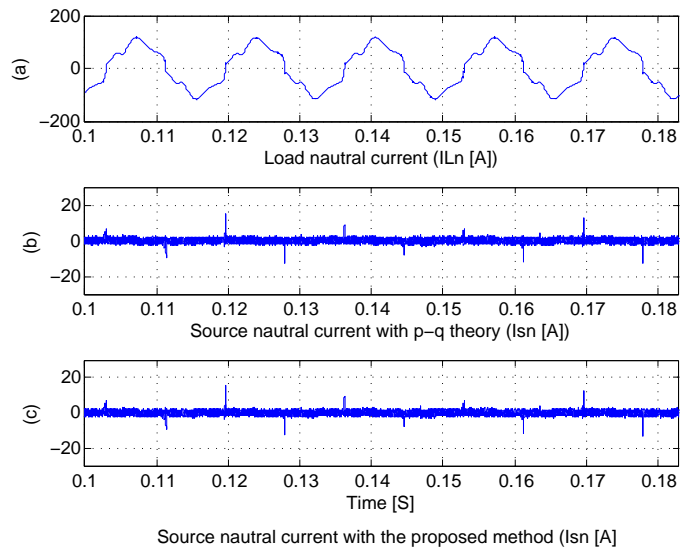 200
(a)
0
−200
0.1 0.11 0.12 0.13 0.14 0.15 0.16 0.17 0.18
Load nautral current (ILn [A])
20
(b)
0
−20
0.1 0.11 0.12 0.13 0.14 0.15 0.16 0.17 0.18
Source nautral current with p−q theory (Isn [A])
20
(c)
0
−20
0.1 0.11 0.12 0.13 0.14 0.15 0.16 0.17 0.18
Time [S]
Source nautral current with the proposed method (Isn [A]